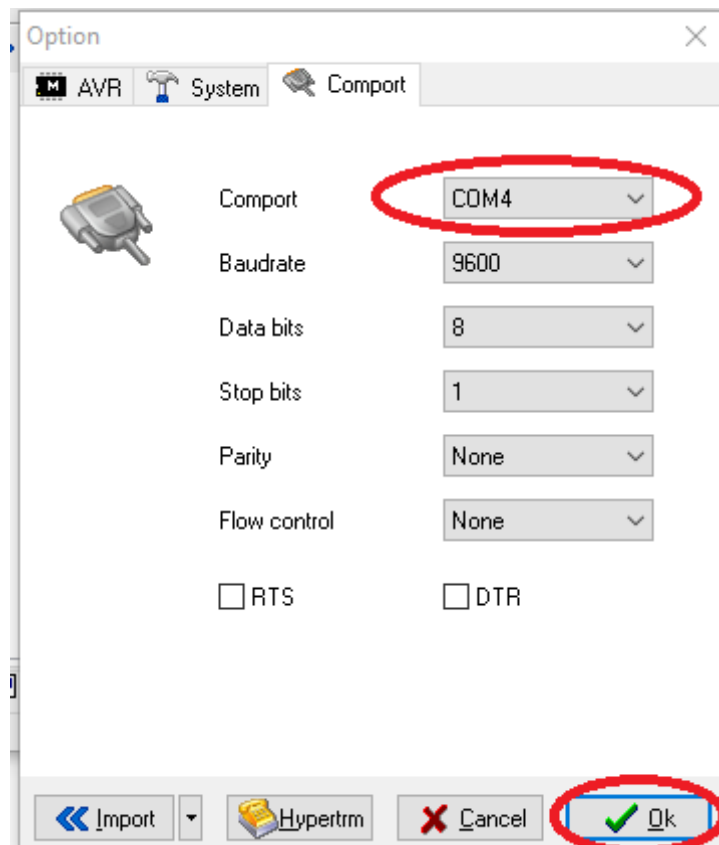 Option
AVR System Comport
Comport COM4
Baudrate 9600
Data bits 8
Stop bits 1
Parity None
Flow control None
RTS DTR
Import Hypertrm Cancel Ok